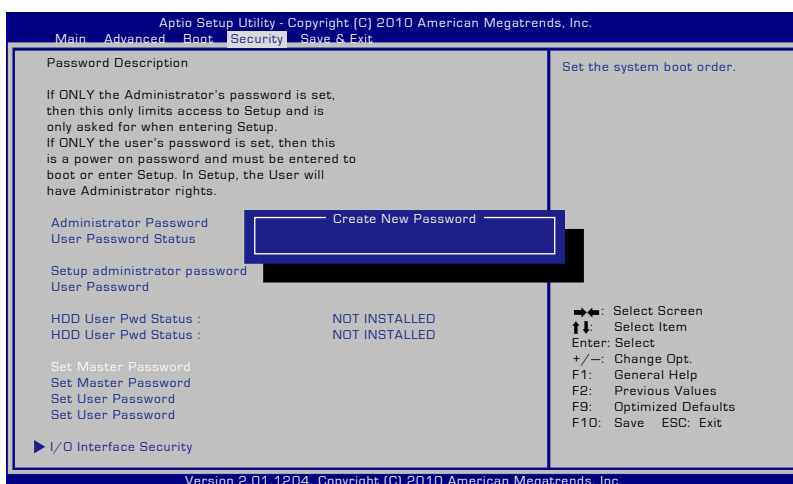 Aptio Setup Utility - Copyright (C) 2010 American Megatrends, Inc.
Main Advanced Boot Security Save & Exit
Password Description
If ONLY the Administrator's password is set,
then this only limits access to Setup and is
only asked for when entering Setup.
If ONLY the user's password is set, then this
is a power on password and must be entered to
boot or enter Setup. In Setup, the User will
have Administrator rights.
Administrator Password
User Password Status
Create New Password
Setup administrator password
User Password
HDD User Pwd Status : NOT INSTALLED
HDD User Pwd Status : NOT INSTALLED
Set Master Password
Set Master Password
Set User Password
Set User Password
I/O Interface Security
Set the system boot order.
→←: Select Screen
↑↓: Select Item
Enter: Select
+/—: Change Opt.
F1: General Help
F2: Previous Values
F9: Optimized Defaults
F10: Save ESC: Exit
Version 2.01.1204. Copyright (C) 2010 American Megatrends, Inc.